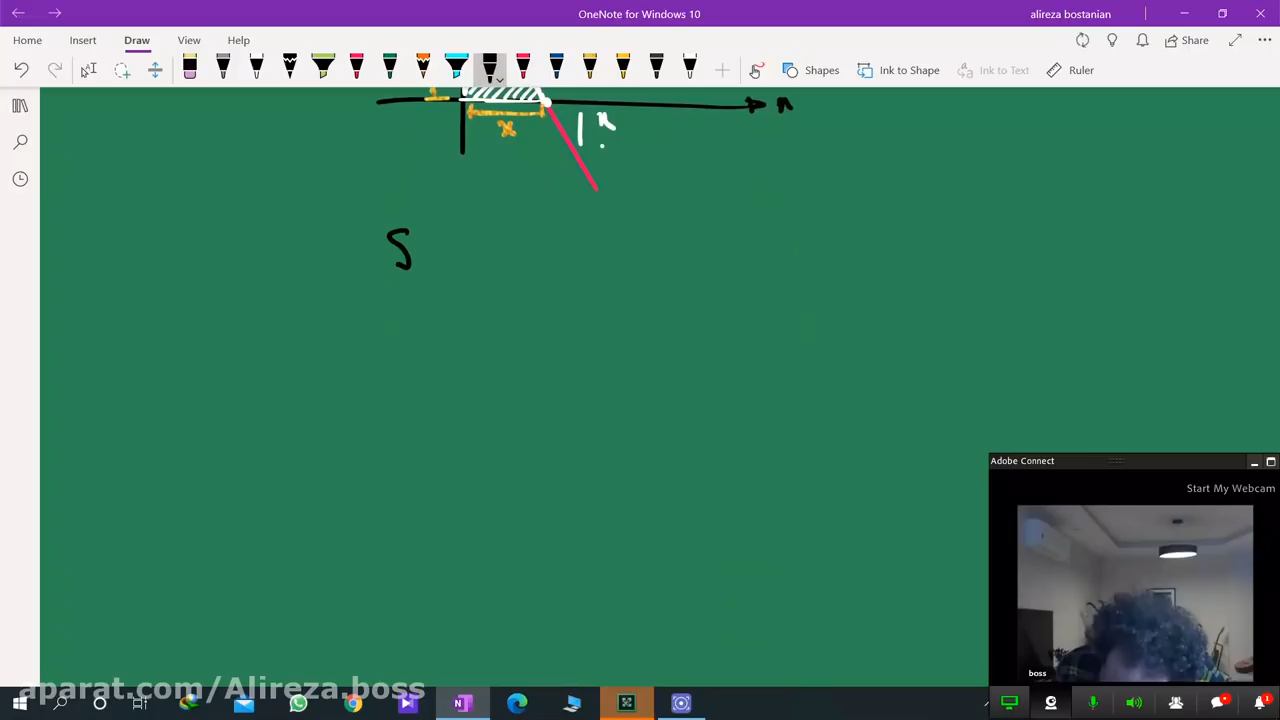 OneNote for Windows 10
alireza bostanian
Home Insert Draw View Help
Share
Shapes Ink to Shape Ink to Text Ruler
x
S
Adobe Connect
Start My Webcam
boss
aparat.com/Alireza.boss
1